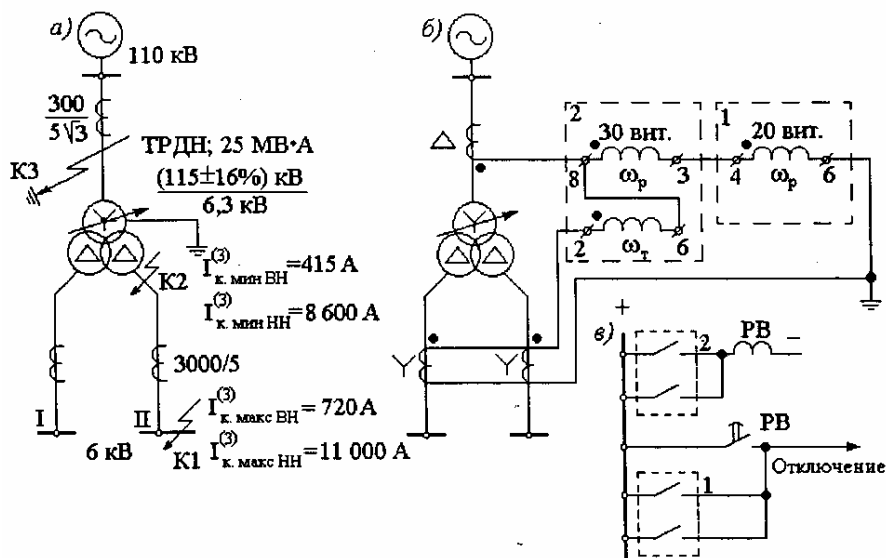 а)
110 кВ
300
5√3
К3
ТРДН; 25 МВ·А
(115±16%) кВ
6,3 кВ
Y
Δ Δ
К2
I(3) к. мин ВН =415 А
I(3) к. мин НН =8 600 А
3000/5
I II
I(3) к. макс ВН = 720 А
I(3) к. макс НН =11 000 А
6 кВ
К1
б)
Δ
Y
Δ
Y Y
2
30 вит.
8 ωр 3
2 ωт 6
1
20 вит.
4 ωр 6
в)
+
2 РВ −
РВ
Отключение
1